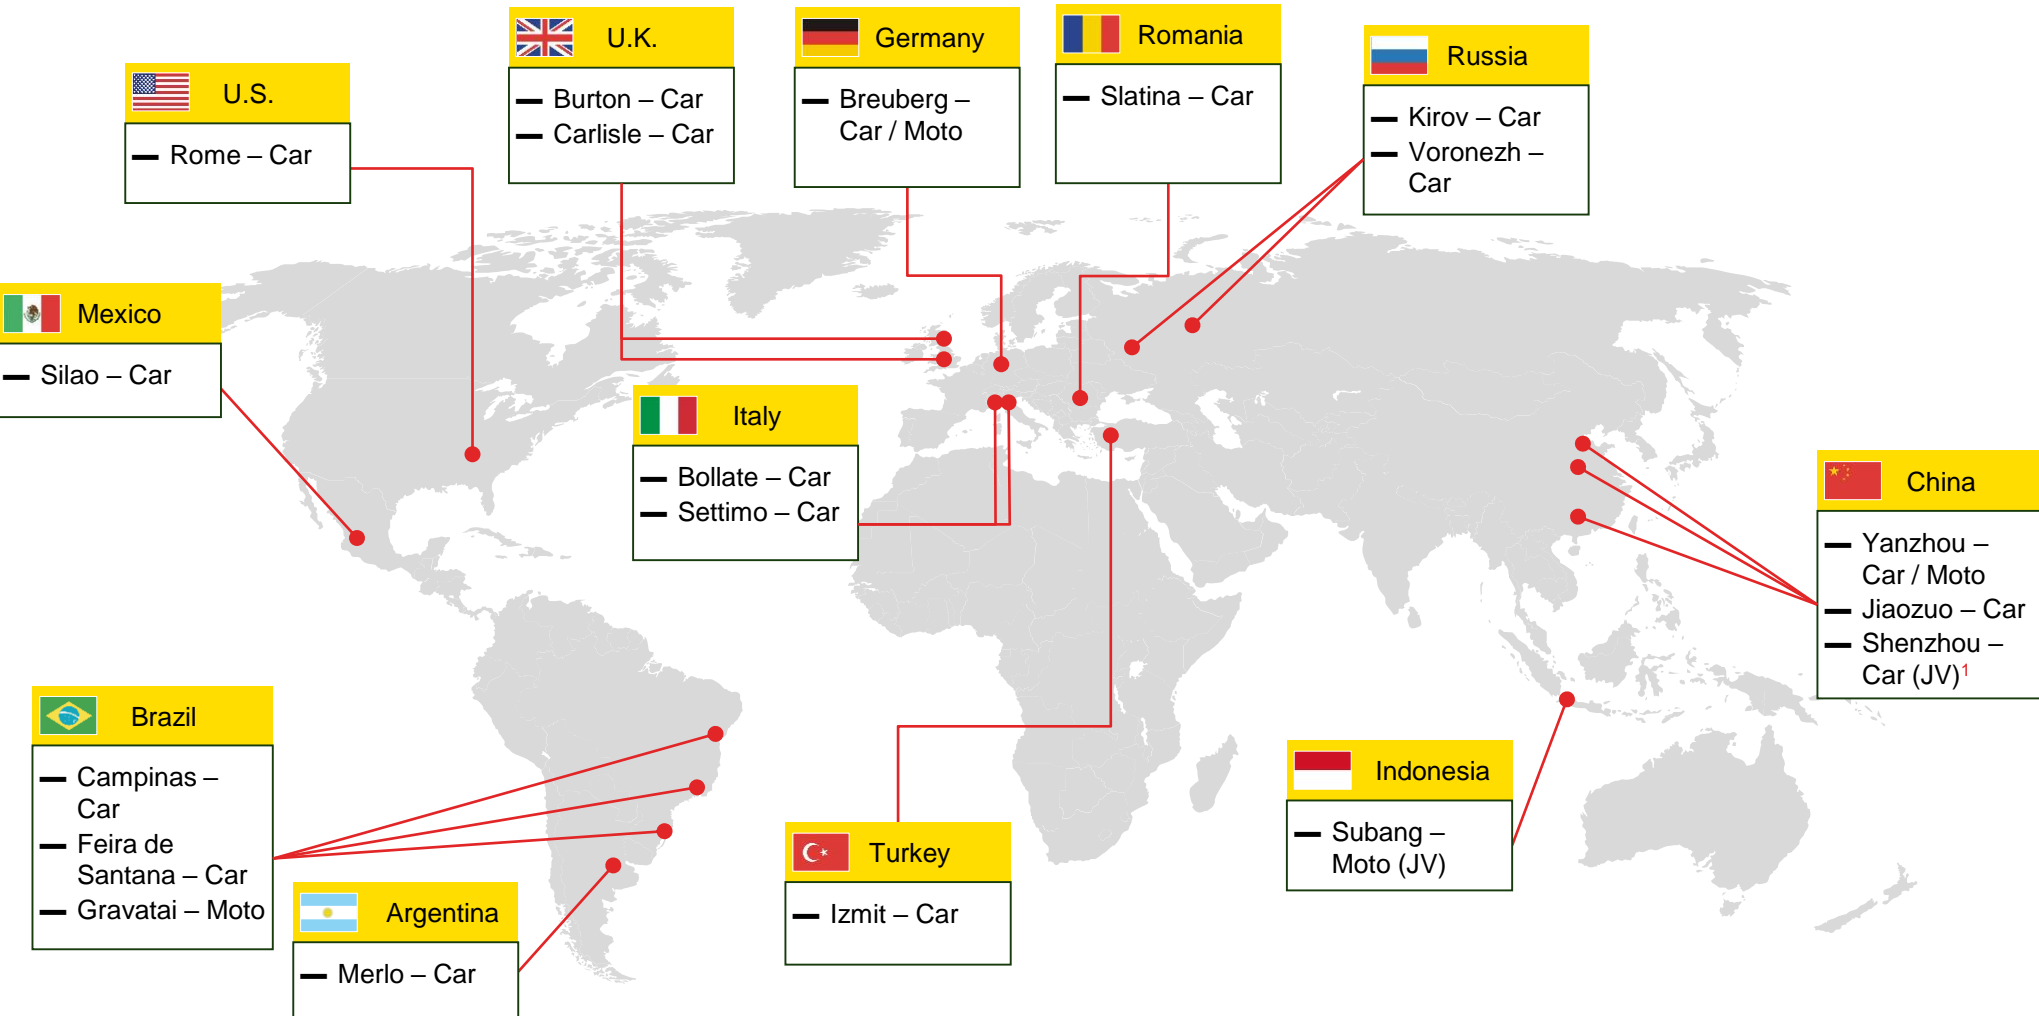 U.S.
— Rome – Car
U.K.
— Burton – Car
— Carlisle – Car
Germany
— Breuberg –
Car / Moto
Romania
— Slatina – Car
Russia
— Kirov – Car
— Voronezh –
Car
Mexico
— Silao – Car
Italy
— Bollate – Car
— Settimo – Car
China
— Yanzhou –
Car / Moto
— Jiaozuo – Car
— Shenzhou –
Car (JV)¹
Brazil
— Campinas –
Car
— Feira de
Santana – Car
— Gravatai – Moto
Argentina
— Merlo – Car
Turkey
— Izmit – Car
Indonesia
— Subang –
Moto (JV)